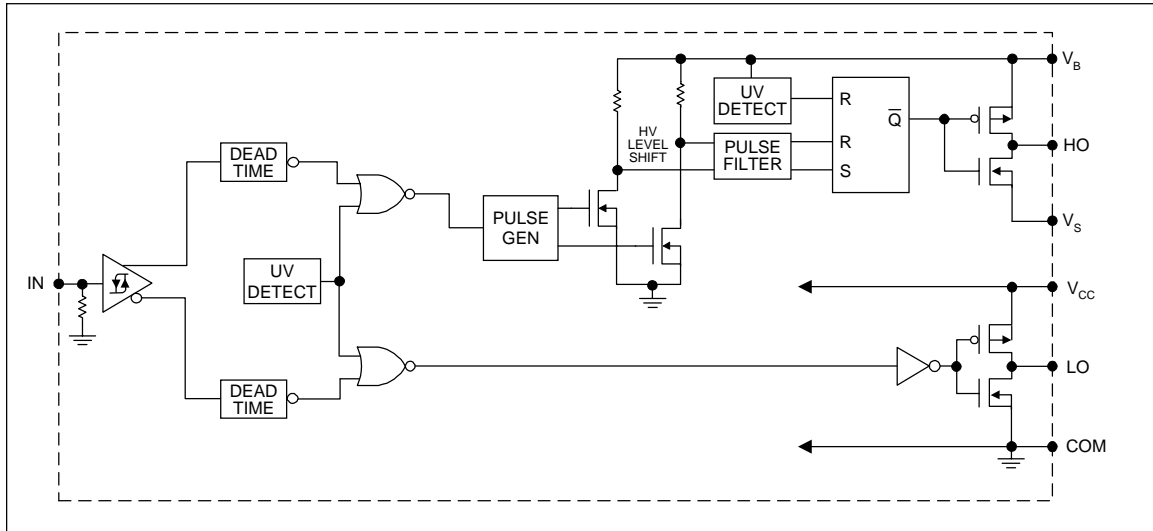 V_B
UV
DETECT
R
Q̅
HV
LEVEL
SHIFT
PULSE
FILTER
R
S
HO
DEAD
TIME
PULSE
GEN
V_S
IN
UV
DETECT
V_CC
LO
DEAD
TIME
COM